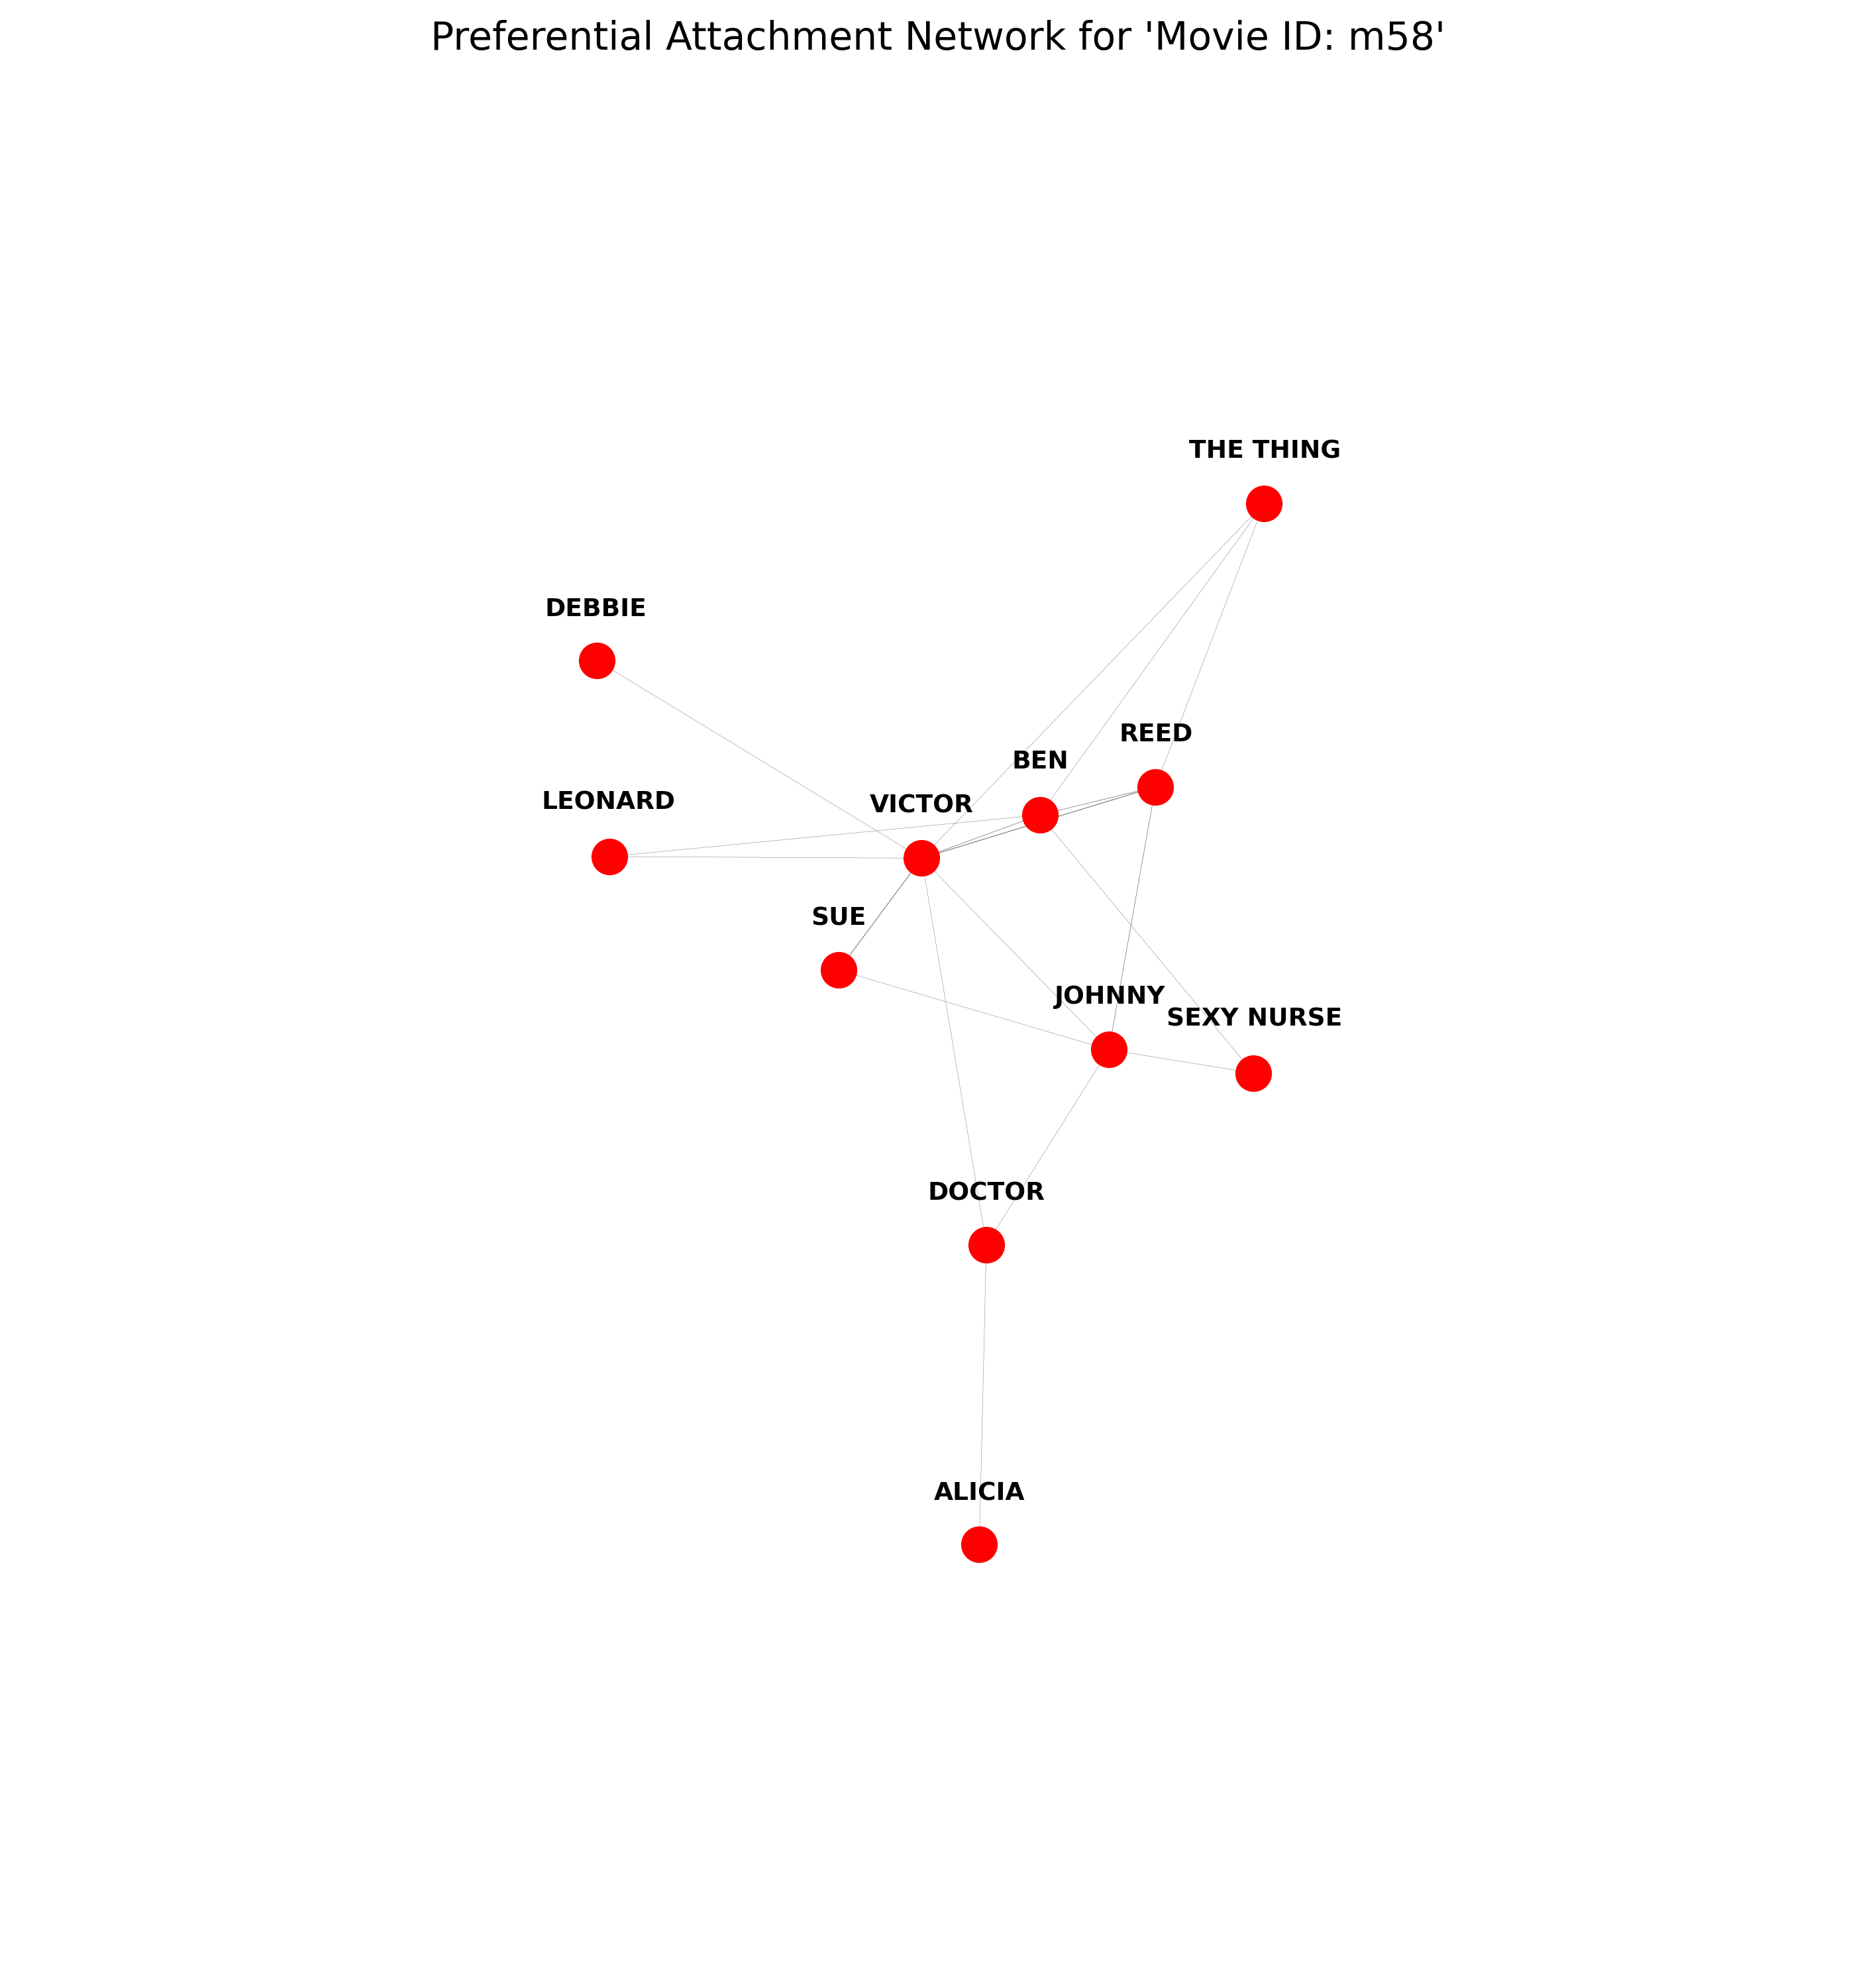 Preferential Attachment Network for 'Movie ID: m58'
THE THING
DEBBIE
REED
BEN
LEONARD
VICTOR
SUE
JOHNNY
SEXY NURSE
DOCTOR
ALICIA